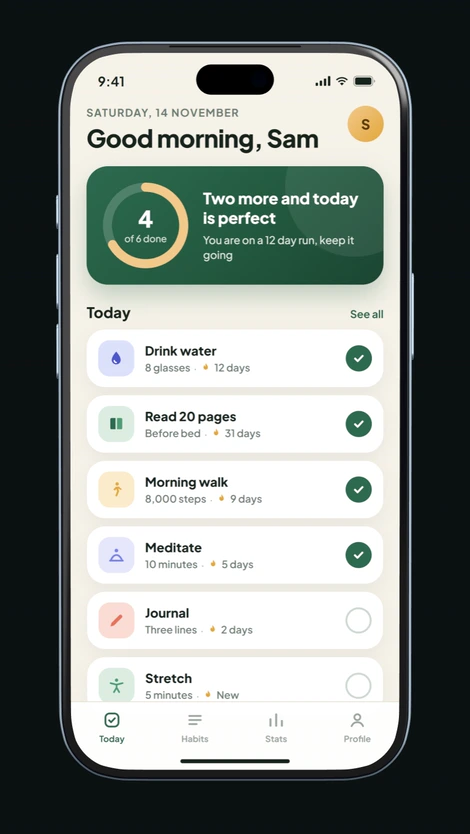 9:41
SATURDAY, 14 NOVEMBER
Good morning, Sam
S
4
of 6 done
Two more and today
is perfect
You are on a 12 day run, keep it
going
Today
See all
Drink water
8 glasses · 12 days
Read 20 pages
Before bed · 31 days
Morning walk
8,000 steps · 9 days
Meditate
10 minutes · 5 days
Journal
Three lines · 2 days
Stretch
5 minutes · New
Today
Habits
Stats
Profile